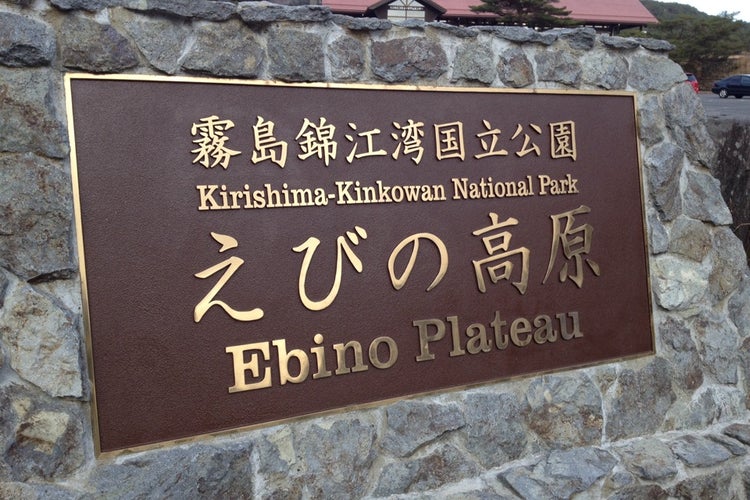 霧島錦江湾国立公園
Kirishima-Kinkowan National Park
えびの高原
Ebino Plateau